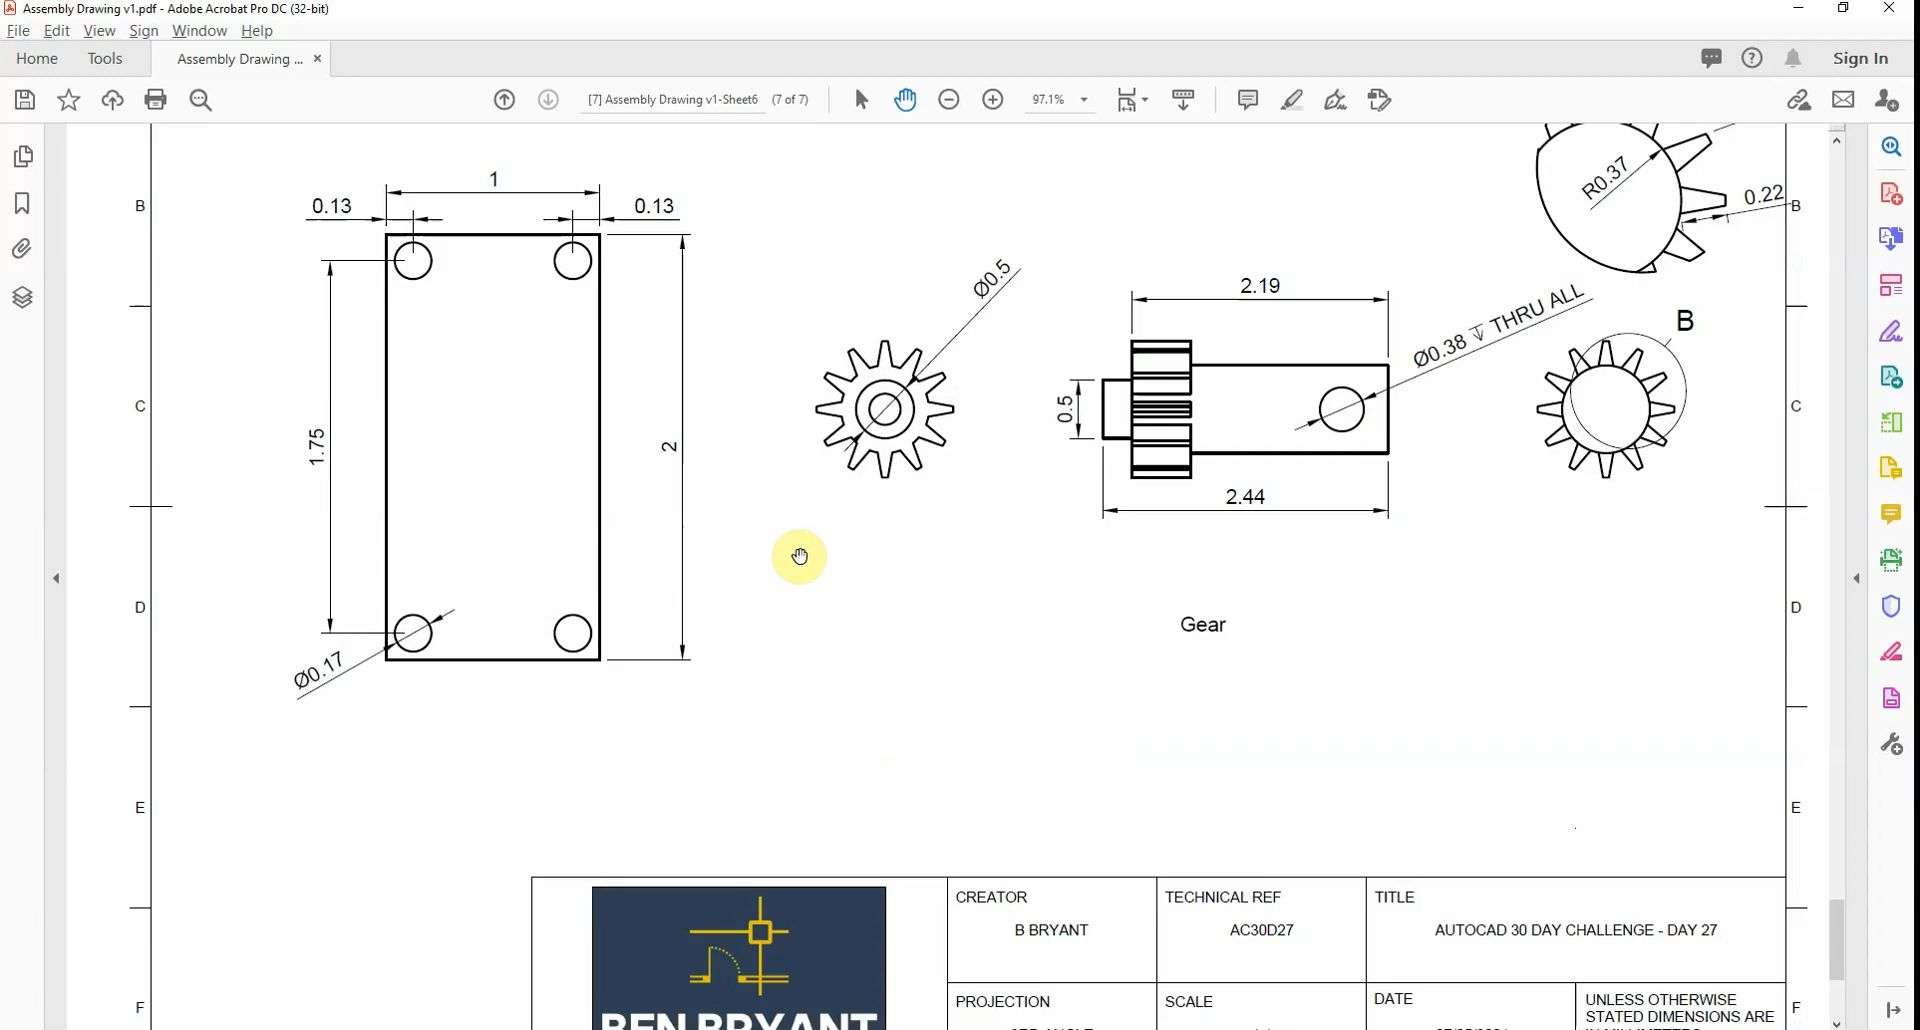 Assembly Drawing v1.pdf - Adobe Acrobat Pro DC (32-bit)
File Edit View Sign Window Help
Home Tools Assembly Drawing ... × Sign In
[7] Assembly Drawing v1-Sheet6 (7 of 7) 97.1%
B
1
0.13 0.13
1.75
2
Ø0.17
Ø0.5
2.19
0.5
2.44
Ø0.38 ↧ THRU ALL
R0.37
0.22
B
B
C C
Gear
D D
E E
CREATOR
B BRYANT
TECHNICAL REF
AC30D27
TITLE
AUTOCAD 30 DAY CHALLENGE - DAY 27
BEN BRYANT
PROJECTION
SCALE
DATE
UNLESS OTHERWISE
STATED DIMENSIONS ARE
F F